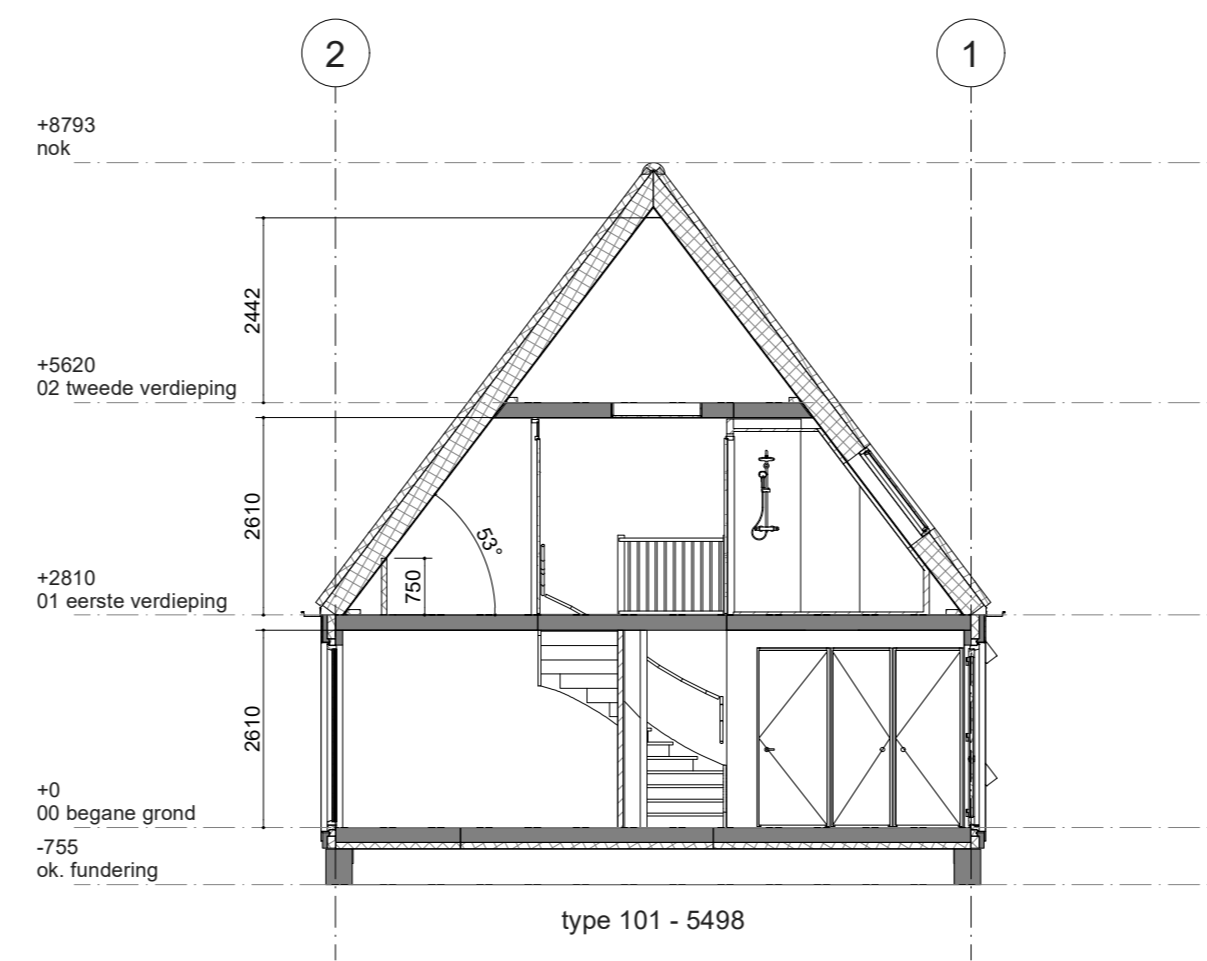 2
1
+8793
nok
2442
+5620
02 tweede verdieping
2610
53°
750
+2810
01 eerste verdieping
2610
+0
00 begane grond
-755
ok. fundering
type 101 - 5498